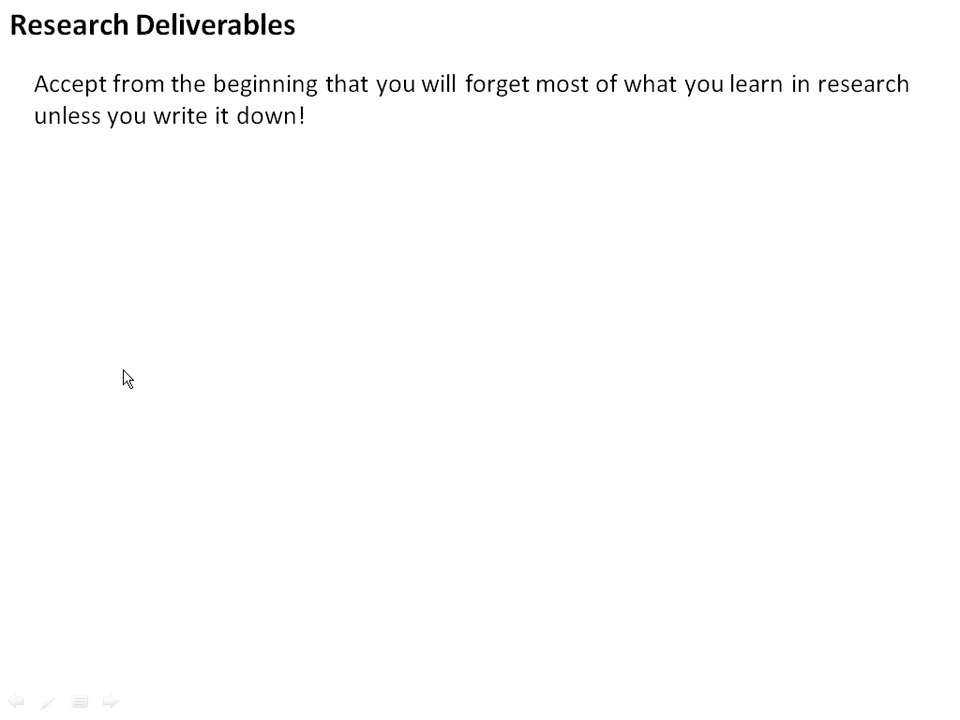 Research Deliverables
Accept from the beginning that you will forget most of what you learn in research
unless you write it down!